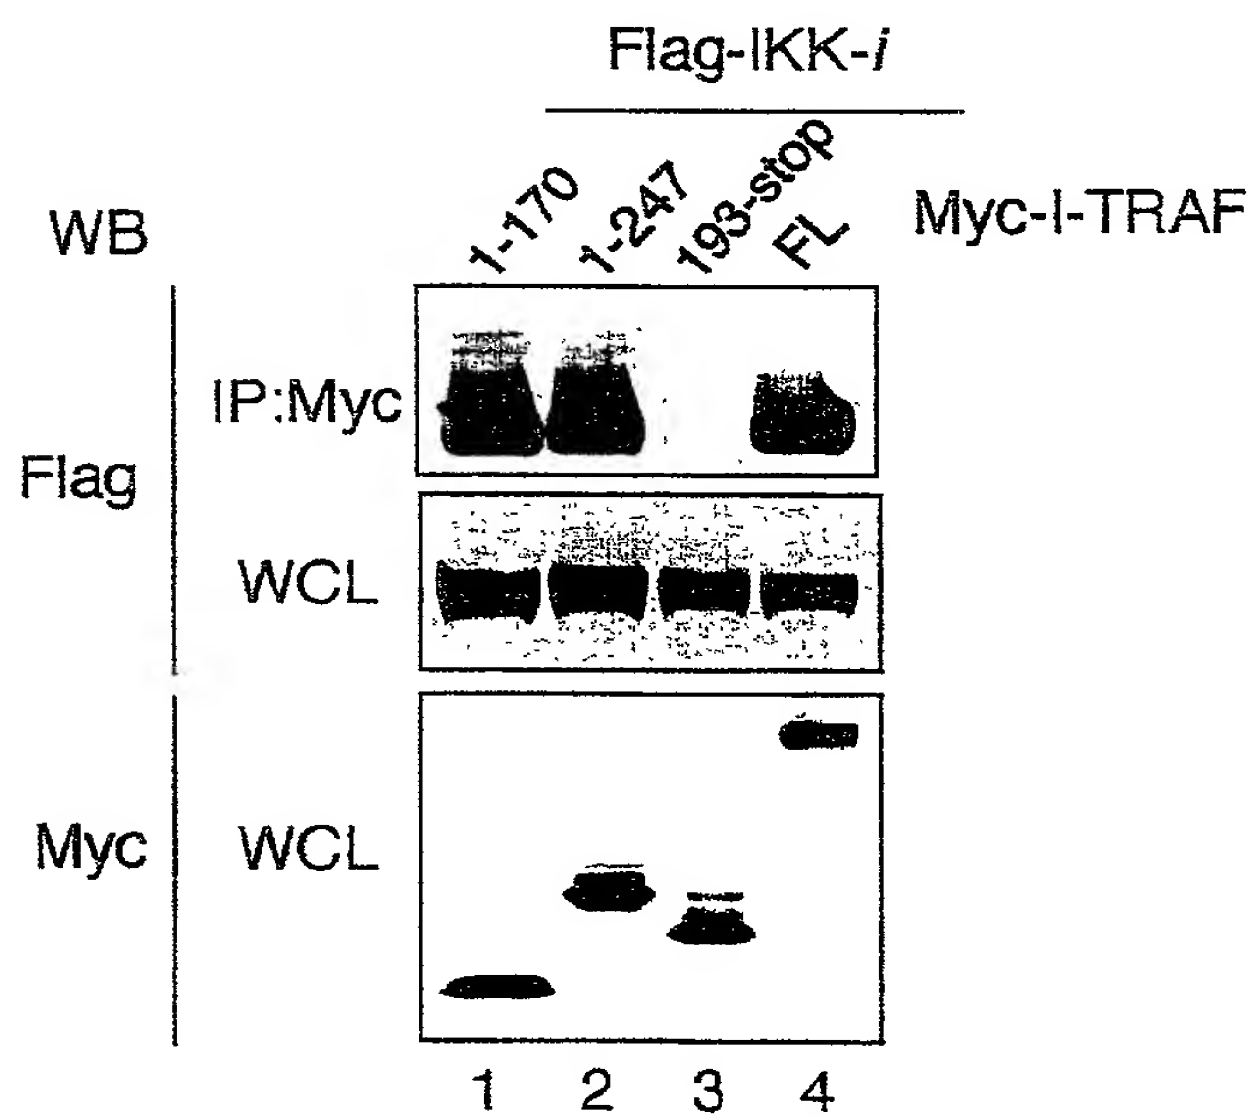 Flag-IKK-i
WB
1-170
1-247
193-stop
FL
Myc-I-TRAF
IP:Myc
Flag
WCL
Myc
WCL
1 2 3 4